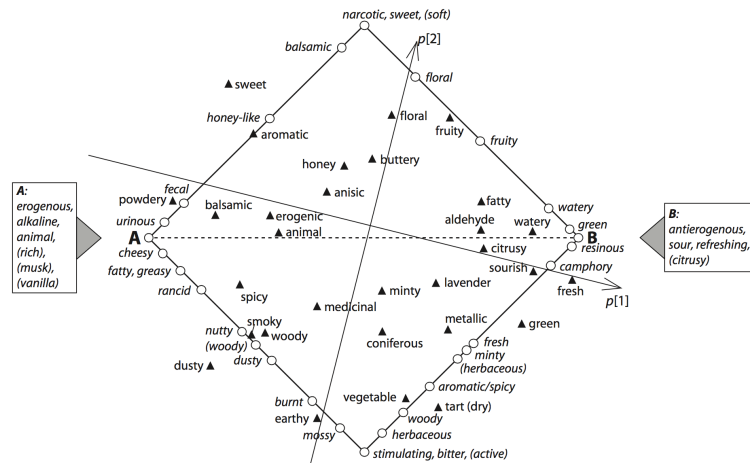 narcotic, sweet, (soft)
p[2]
balsamic
floral
sweet
honey-like
floral
fruity
aromatic
fruity
buttery
honey
A:
erogenous,
alkaline,
animal,
(rich),
(musk),
(vanilla)
fecal
anisic
powdery
fatty
watery
B:
antierogenous,
sour, refreshing,
(citrusy)
urinous
balsamic
erogenic
aldehyde
watery
green
animal
A
B
cheesy
citrusy
resinous
fatty, greasy
sourish
camphory
rancid
spicy
minty
lavender
fresh
p[1]
medicinal
nutty
(woody)
smoky
woody
coniferous
metallic
green
dusty
dusty
fresh
minty
(herbaceous)
aromatic/spicy
burnt
vegetable
tart (dry)
earthy
woody
mossy
herbaceous
stimulating, bitter, (active)